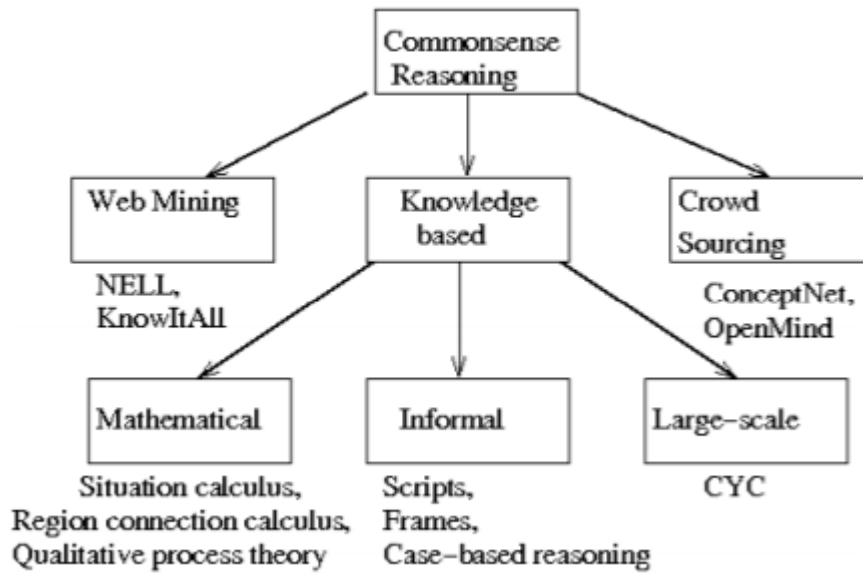 Commonsense
Reasoning
Web Mining
Knowledge
based
Crowd
Sourcing
NELL,
KnowItAll
ConceptNet,
OpenMind
Mathematical
Informal
Large-scale
Situation calculus,
Region connection calculus,
Qualitative process theory
Scripts,
Frames,
Case-based reasoning
CYC